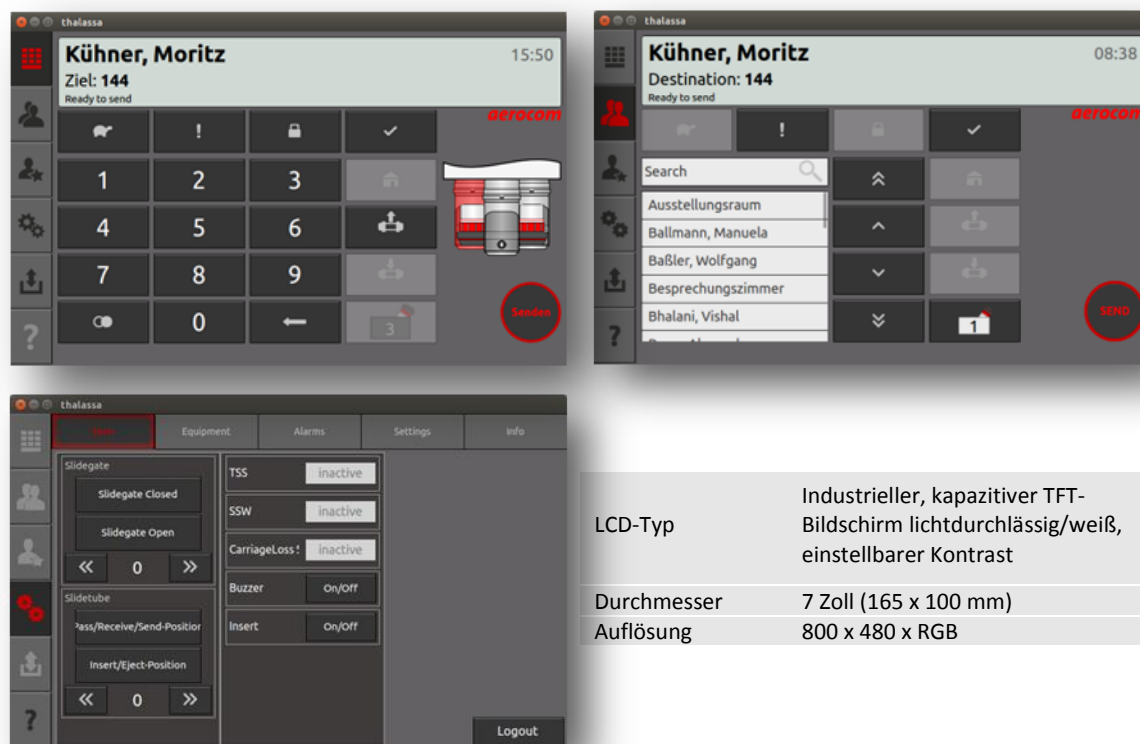 thalassa
Kühner, Moritz
15:50
Ziel: 144
Ready to send
aerocom
!
1 2 3
4 5 6
7 8 9
0
3
Senden
?
thalassa
Kühner, Moritz
08:38
Destination: 144
Ready to send
aerocom
!
Search
Ausstellungsraum
Ballmann, Manuela
Baßler, Wolfgang
Besprechungszimmer
Bhalani, Vishal
1
SEND
?
thalassa
Equipment Alarms Settings Info
Slidegate
Slidegate Closed
Slidegate Open
0
Slidetube
Pass/Receive/Send-Position
Insert/Eject-Position
0
TSS inactive
SSW inactive
CarriageLoss inactive
Buzzer On/Off
Insert On/Off
Logout
?
LCD-Typ
Industrieller, kapazitiver TFT-
Bildschirm lichtdurchlässig/weiß,
einstellbarer Kontrast
Durchmesser 7 Zoll (165 x 100 mm)
Auflösung 800 x 480 x RGB